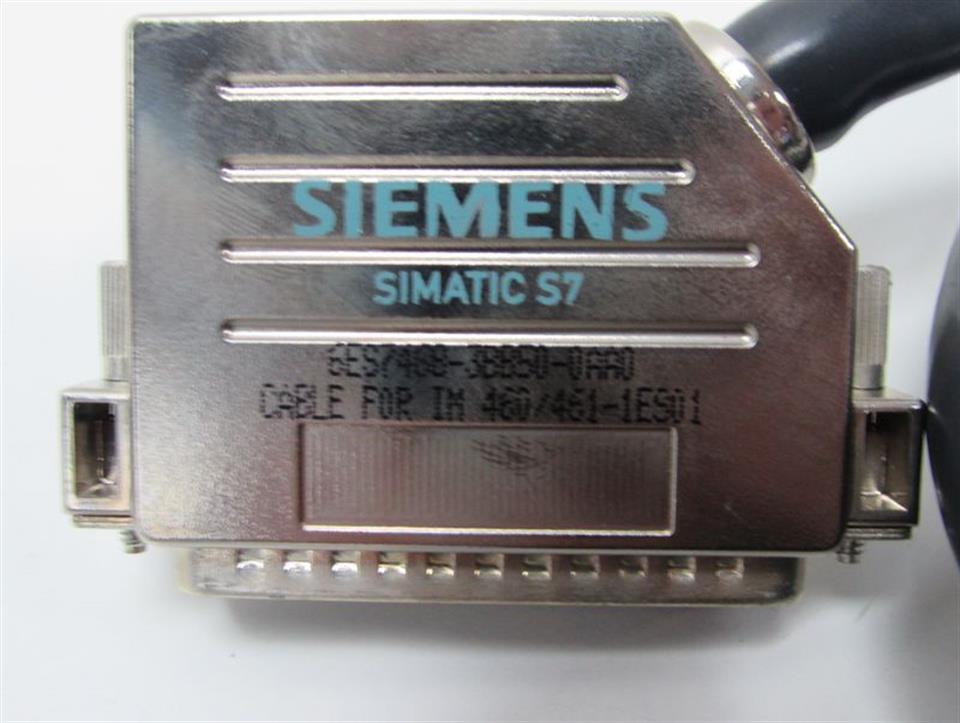 SIEMENS
SIMATIC S7
6ES7468-3BB50-0AA0
CABLE FOR IM 460/461-1ES01